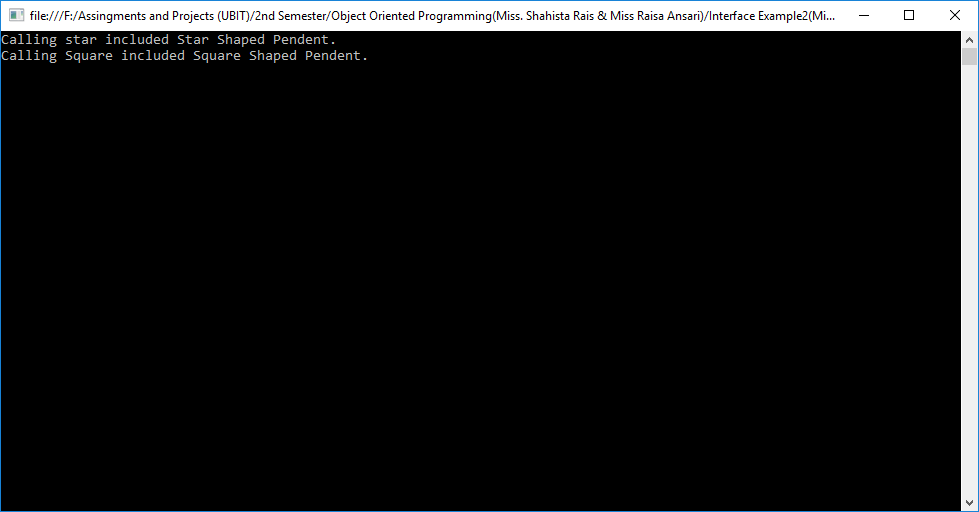 file:///F:/Assingments and Projects (UBIT)/2nd Semester/Object Oriented Programming(Miss. Shahista Rais & Miss Raisa Ansari)/Interface Example2(Mi...
Calling star included Star Shaped Pendent.
Calling Square included Square Shaped Pendent.